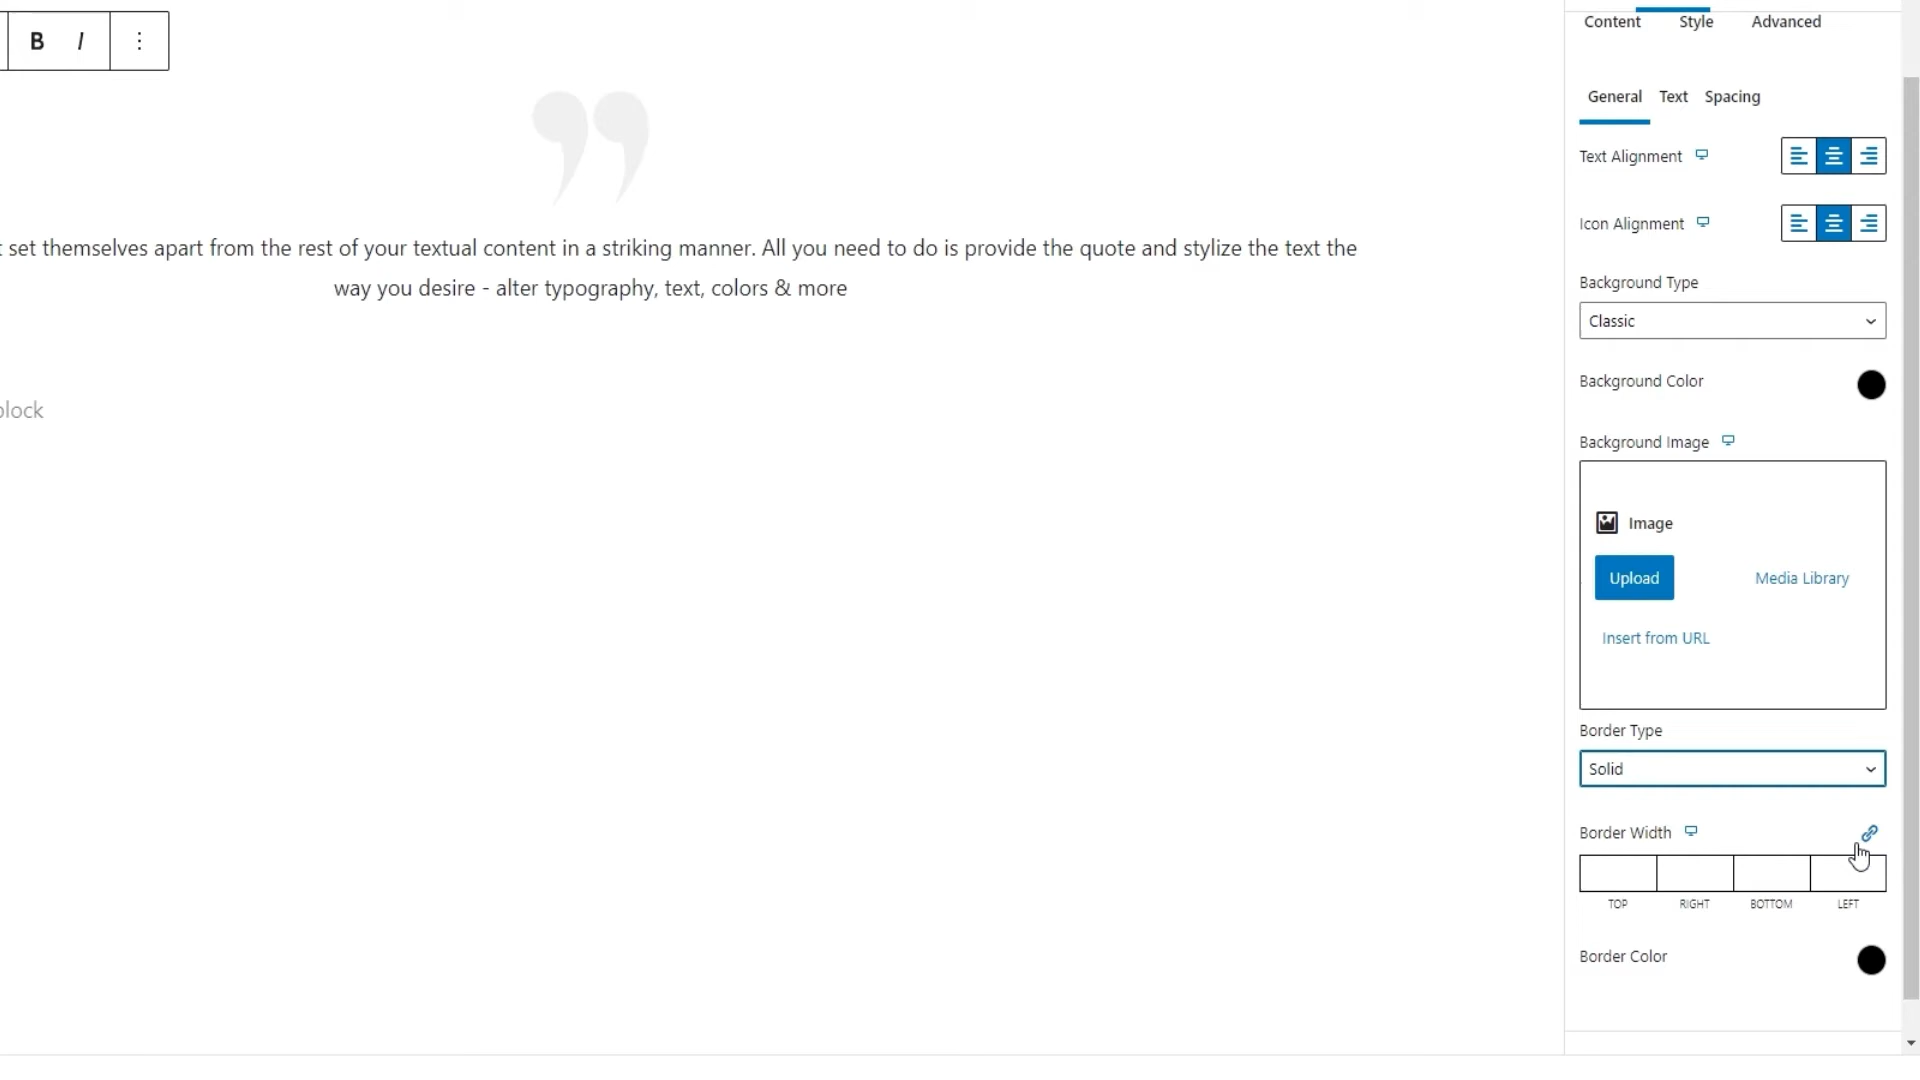 B I
set themselves apart from the rest of your textual content in a striking manner. All you need to do is provide the quote and stylize the text the
way you desire - alter typography, text, colors & more
block
Content Style Advanced
General Text Spacing
Text Alignment
Icon Alignment
Background Type
Classic
Background Color
Background Image
Image
Upload Media Library
Insert from URL
Border Type
Solid
Border Width
TOP RIGHT BOTTOM LEFT
Border Color